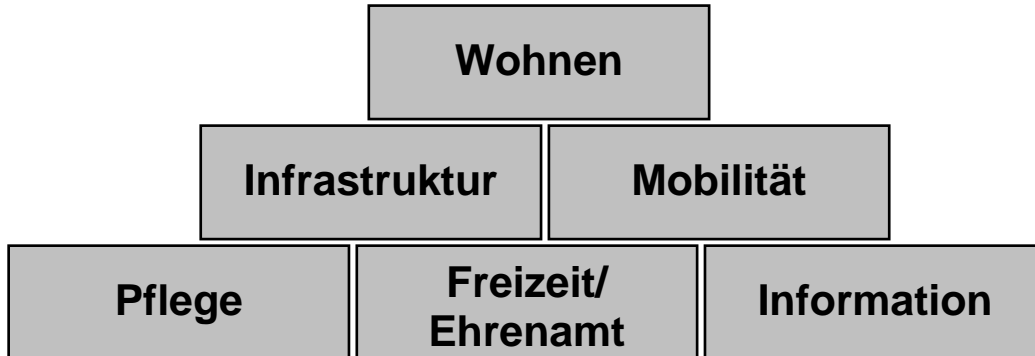 Wohnen
Infrastruktur
Mobilität
Pflege
Freizeit/
Ehrenamt
Information